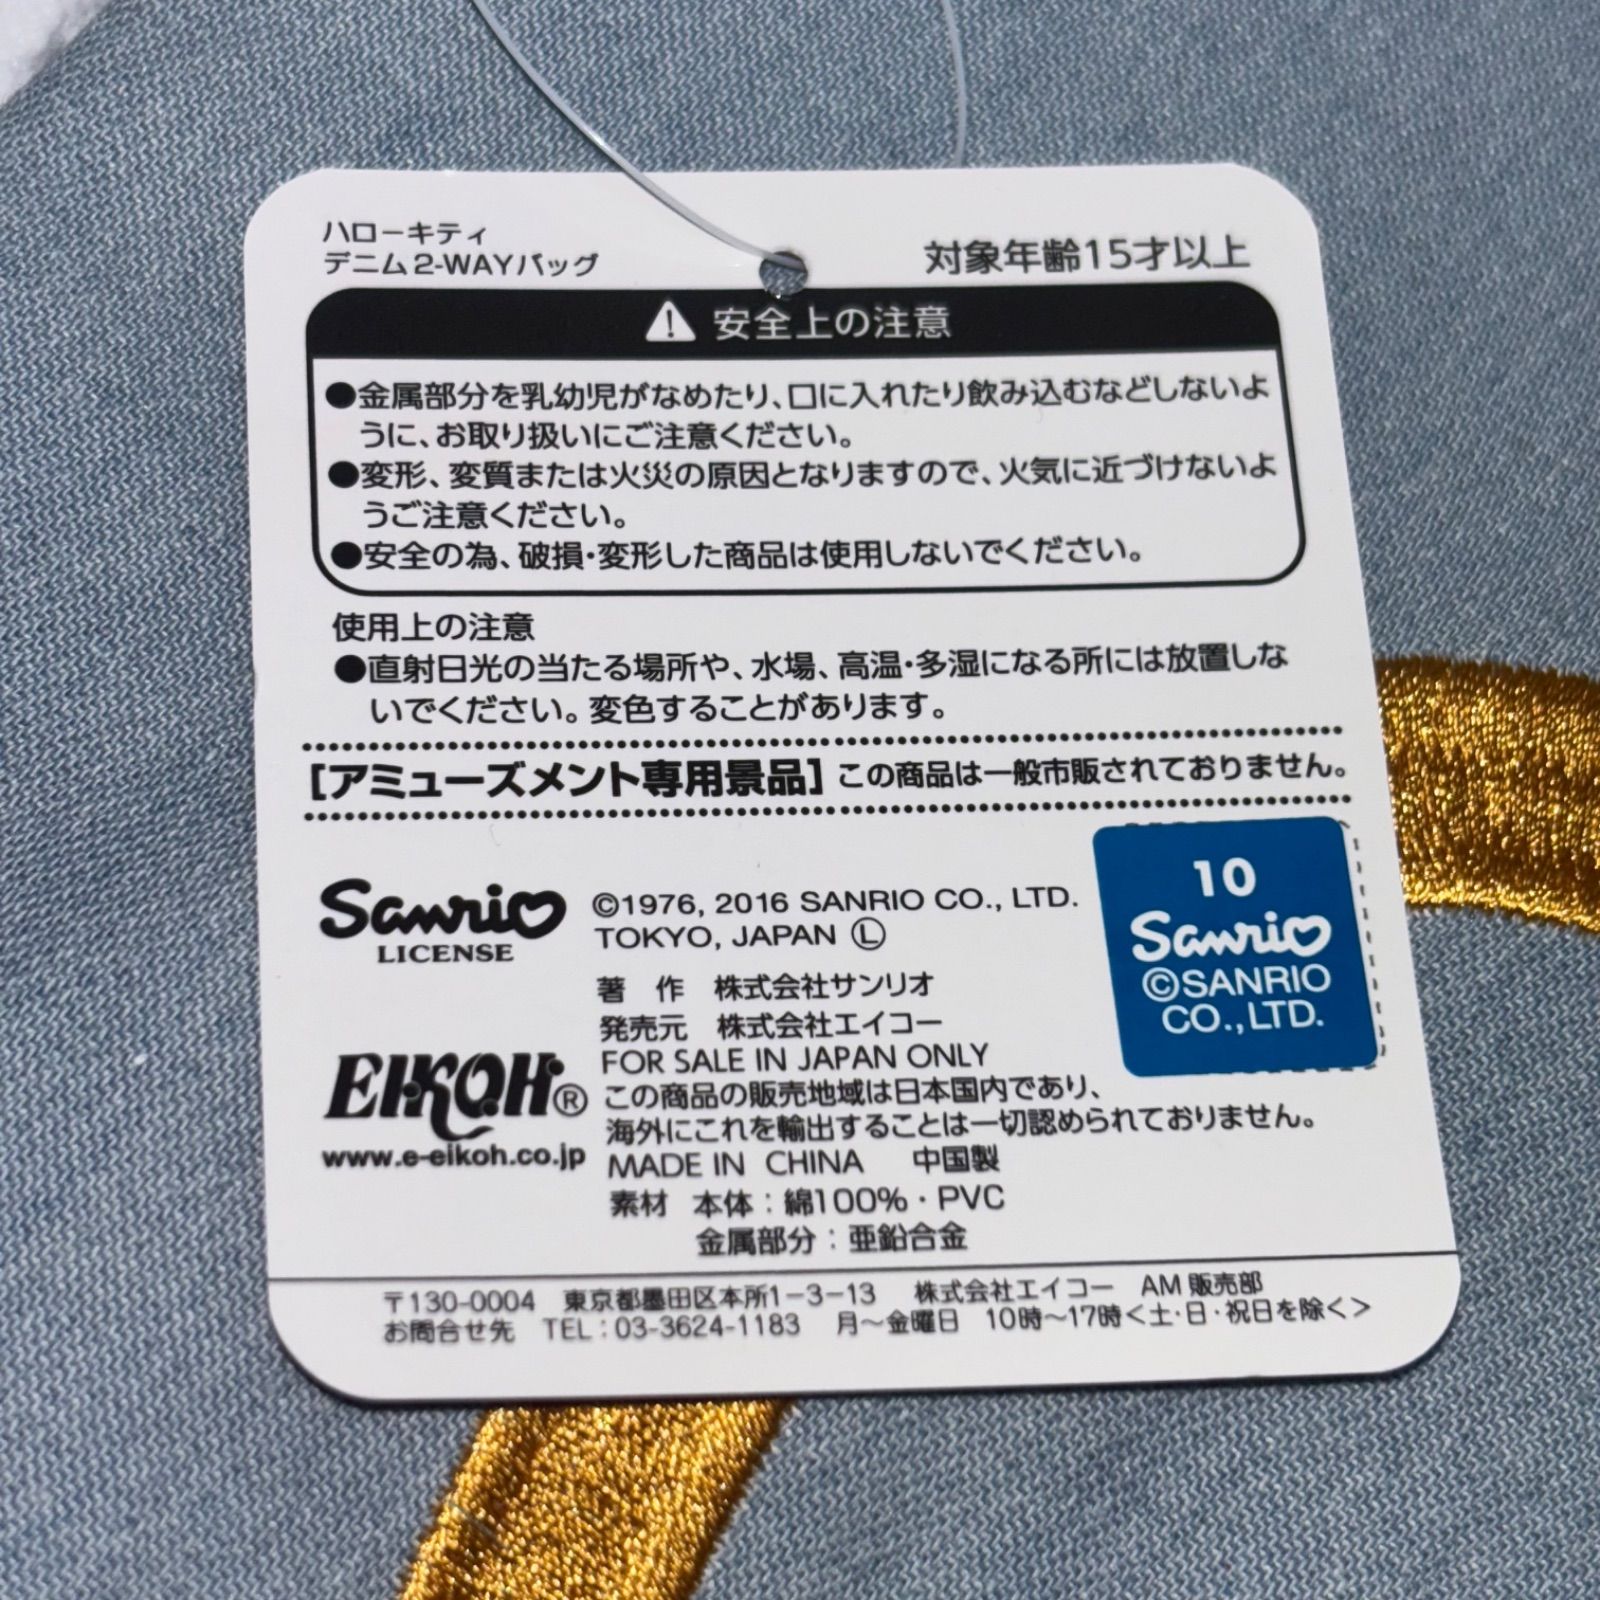 ハローキティ
デニム2-WAYバッグ
対象年齢15才以上
安全上の注意
●金属部分を乳幼児がなめたり、口に入れたり飲み込むなどしないよ
うに、お取り扱いにご注意ください。
●変形、変質または火災の原因となりますので、火気に近づけないよ
うご注意ください。
●安全の為、破損・変形した商品は使用しないでください。
使用上の注意
●直射日光の当たる場所や、水場、高温・多湿になる所には放置しな
いでください。変色することがあります。
[アミューズメント専用景品]この商品は一般市販されておりません。
Sanrio
LICENSE
©1976, 2016 SANRIO CO., LTD.
TOKYO, JAPAN Ⓛ
著 作 株式会社サンリオ
発売元 株式会社エイコー
FOR SALE IN JAPAN ONLY
この商品の販売地域は日本国内であり、
海外にこれを輸出することは一切認められておりません。
MADE IN CHINA 中国製
素材 本体：綿100%・PVC
金属部分：亜鉛合金
EIKOH®
www.e-eikoh.co.jp
10
Sanrio
©SANRIO
CO.,LTD.
〒130-0004 東京都墨田区本所1-3-13 株式会社エイコー AM販売部
お問合せ先 TEL：03-3624-1183 月～金曜日 10時～17時<土・日・祝日を除く>